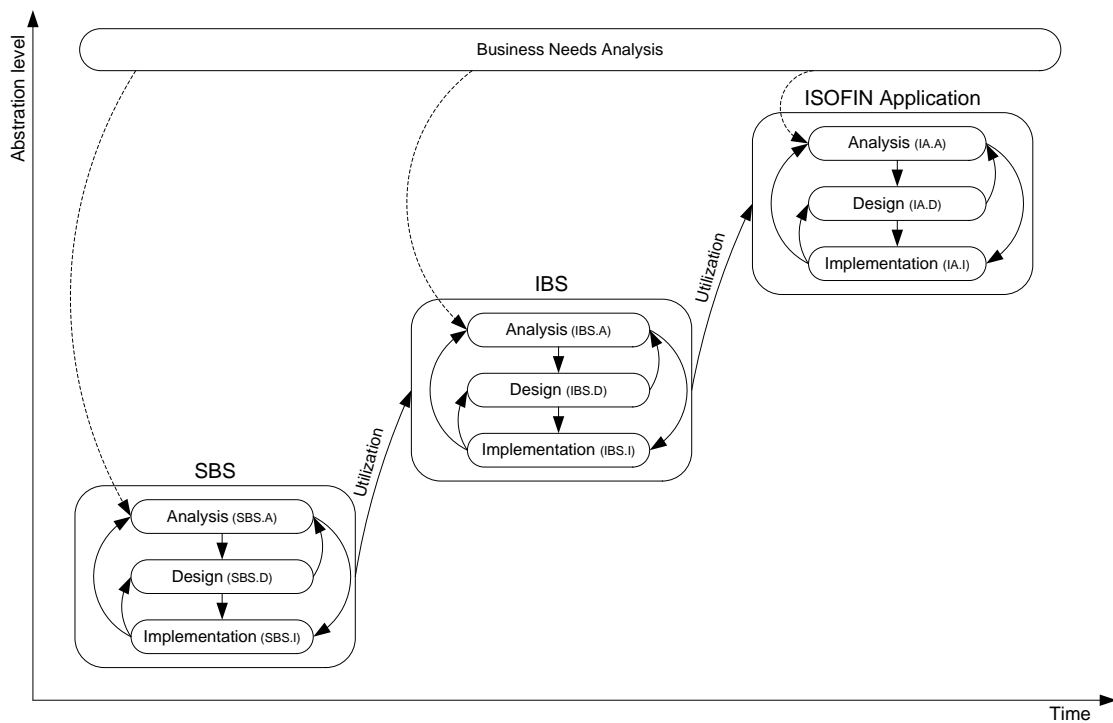 Abstration level
Business Needs Analysis
ISOFIN Application
Analysis (IA.A)
Design (IA.D)
Implementation (IA.I)
Utilization
IBS
Analysis (IBS.A)
Design (IBS.D)
Implementation (IBS.I)
Utilization
SBS
Analysis (SBS.A)
Design (SBS.D)
Implementation (SBS.I)
Time